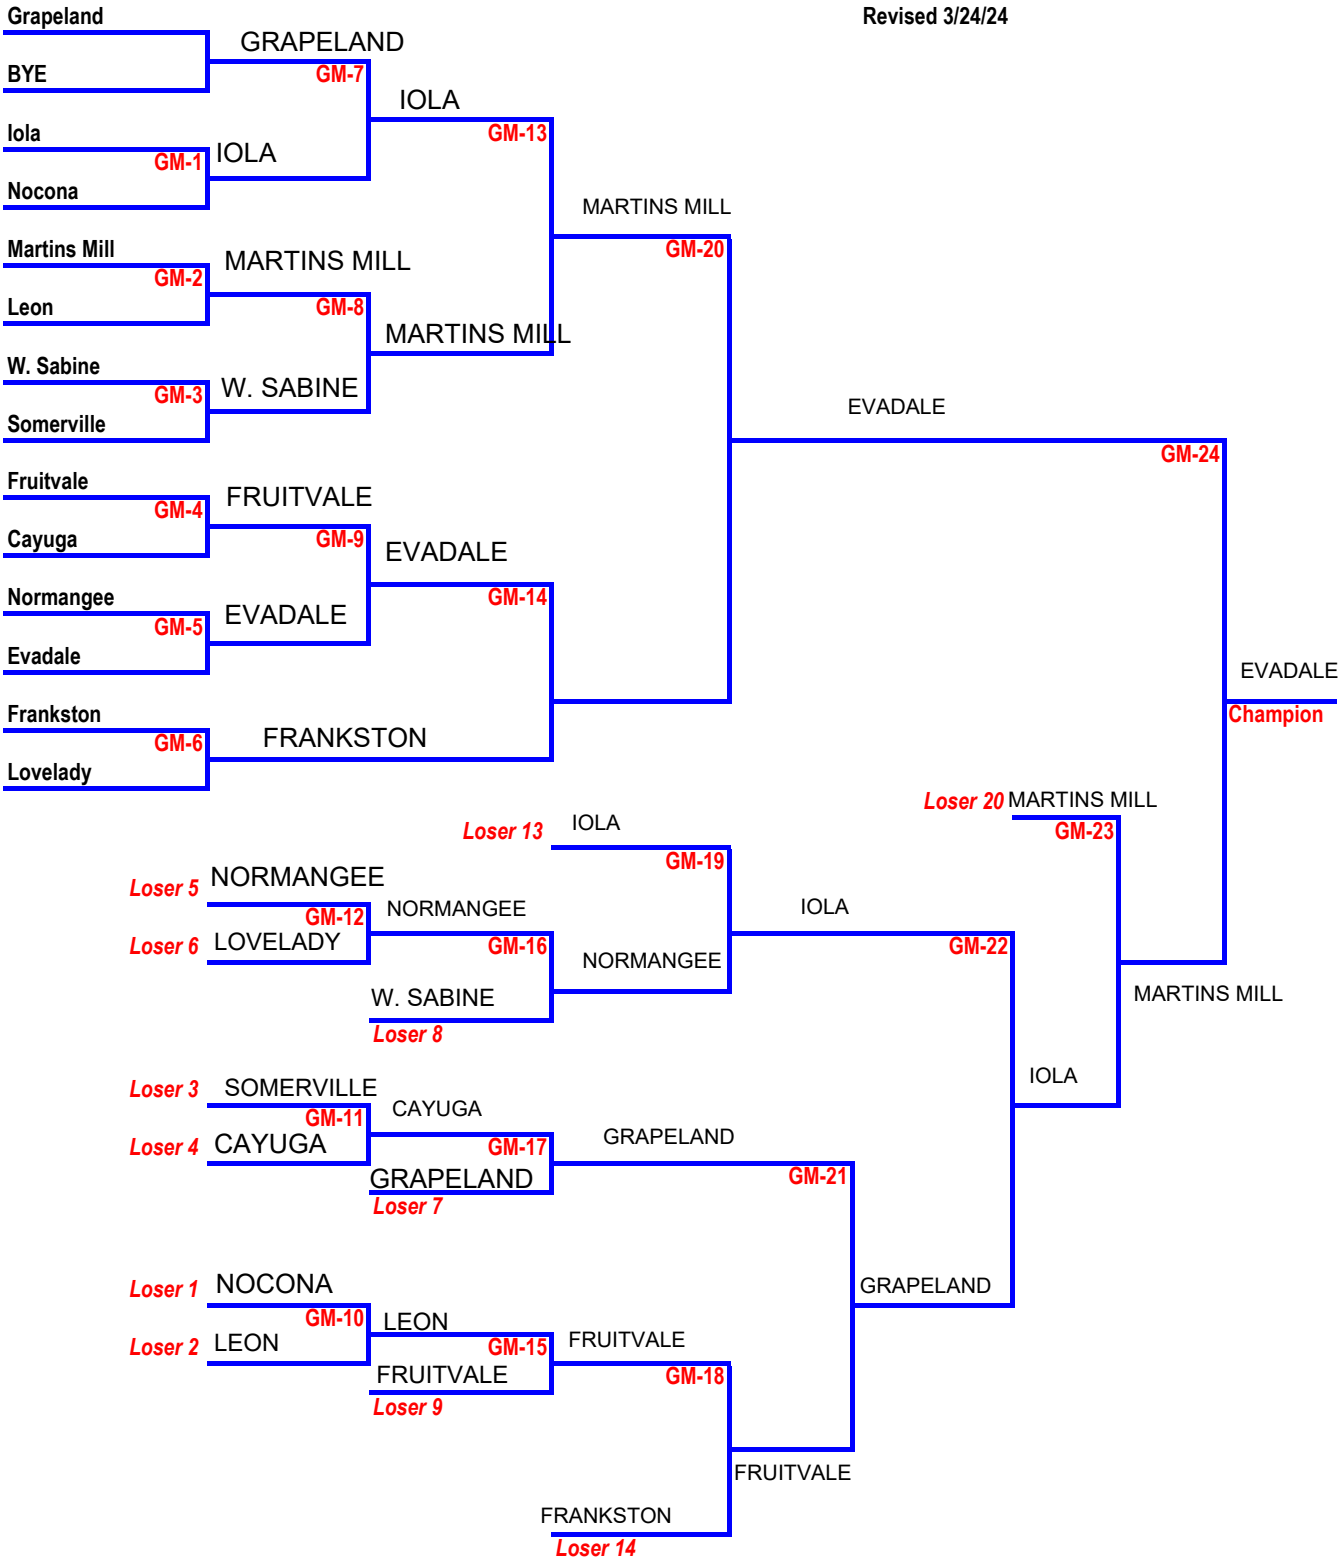 Grapeland
Revised 3/24/24
GRAPELAND
BYE
GM-7
IOLA
Iola
GM-13
GM-1
IOLA
Nocona
MARTINS MILL
Martins Mill
GM-20
MARTINS MILL
GM-2
Leon
GM-8
MARTINS MILL
W. Sabine
GM-3
W. SABINE
Somerville
EVADALE
GM-24
Fruitvale
FRUITVALE
GM-4
Cayuga
GM-9
EVADALE
Normangee
GM-14
EVADALE
GM-5
Evadale
EVADALE
Champion
Frankston
GM-6
FRANKSTON
Lovelady
Loser 20 MARTINS MILL
GM-23
Loser 13 IOLA
GM-19
Loser 5 NORMANGEE
GM-12
NORMANGEE
IOLA
Loser 6 LOVELADY
GM-16
GM-22
NORMANGEE
W. SABINE
MARTINS MILL
Loser 8
IOLA
Loser 3 SOMERVILLE
GM-11
CAYUGA
Loser 4 CAYUGA
GM-17
GRAPELAND
GRAPELAND
GM-21
Loser 7
Loser 1 NOCONA
GRAPELAND
GM-10
LEON
Loser 2 LEON
GM-15
FRUITVALE
FRUITVALE
GM-18
Loser 9
FRUITVALE
FRANKSTON
Loser 14